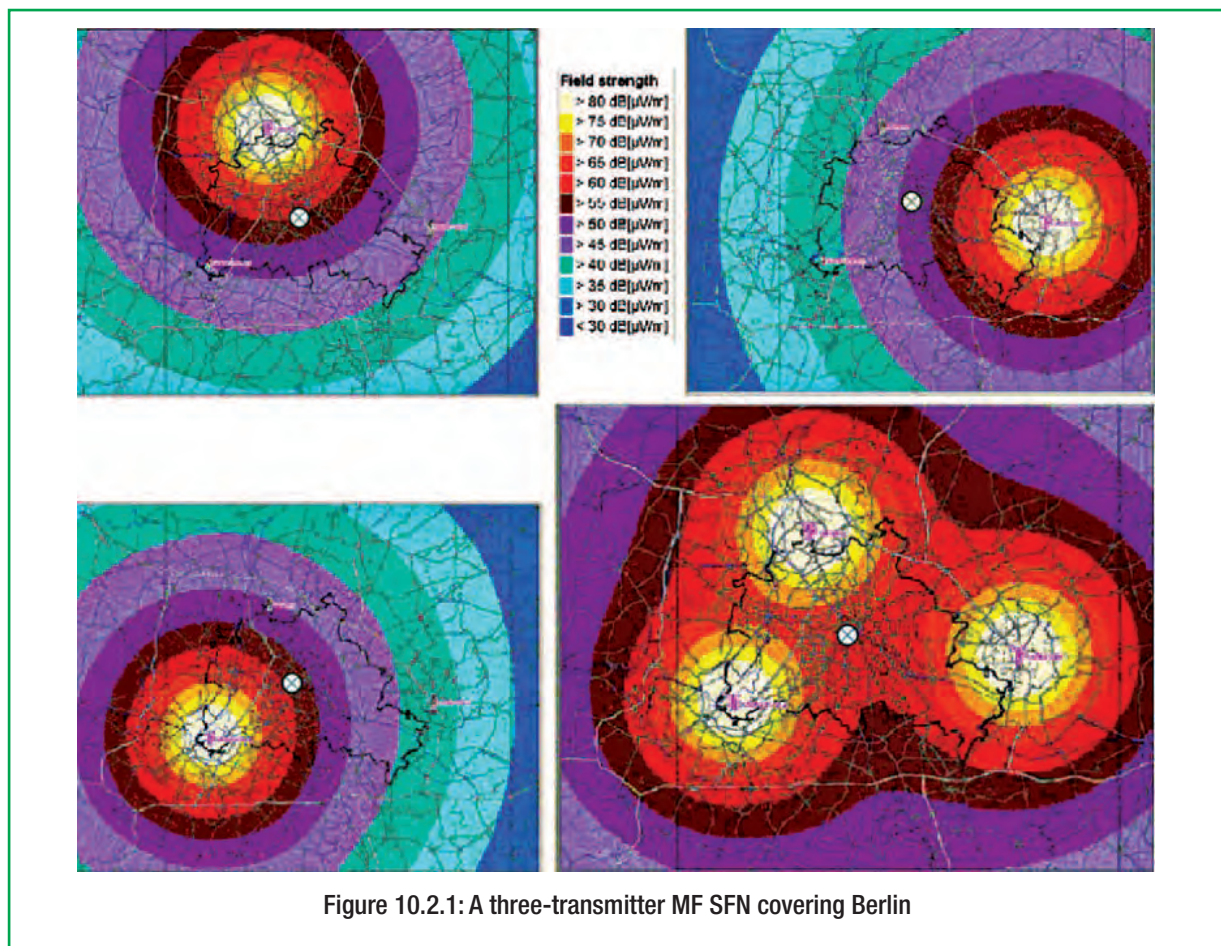 Field strength
> 80 dB[µV/m]
> 75 dB[µV/m]
> 70 dB[µV/m]
> 65 dB[µV/m]
> 60 dB[µV/m]
> 55 dB[µV/m]
> 50 dB[µV/m]
> 45 dB[µV/m]
> 40 dB[µV/m]
> 35 dB[µV/m]
> 30 dB[µV/m]
< 30 dB[µV/m]
Figure 10.2.1: A three-transmitter MF SFN covering Berlin